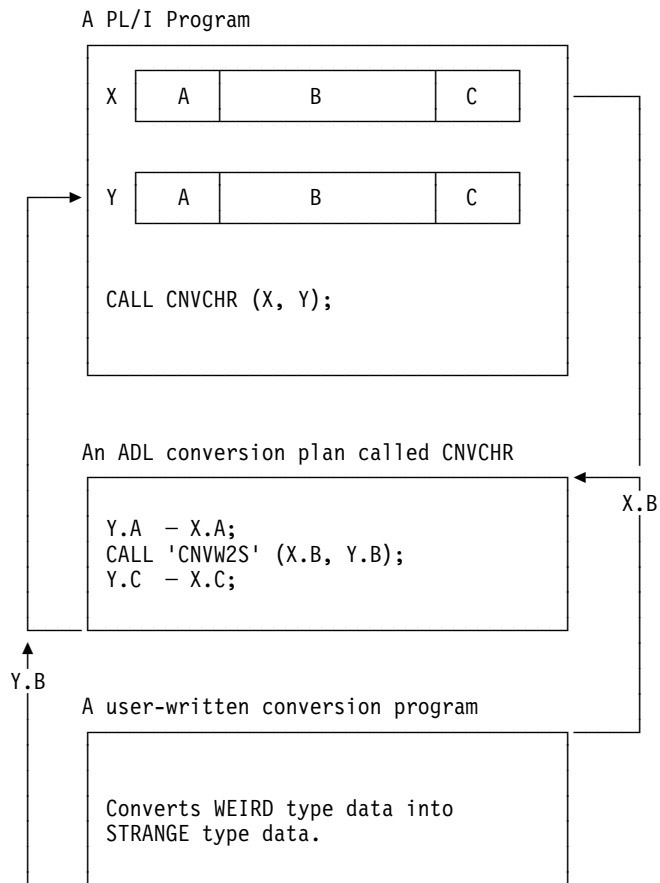 A PL/I Program
X A B C
Y A B C
CALL CNVCHR (X, Y);
An ADL conversion plan called CNVCHR
X.B
Y.A – X.A;
CALL 'CNVW2S' (X.B, Y.B);
Y.C – X.C;
Y.B
A user-written conversion program
Converts WEIRD type data into
STRANGE type data.